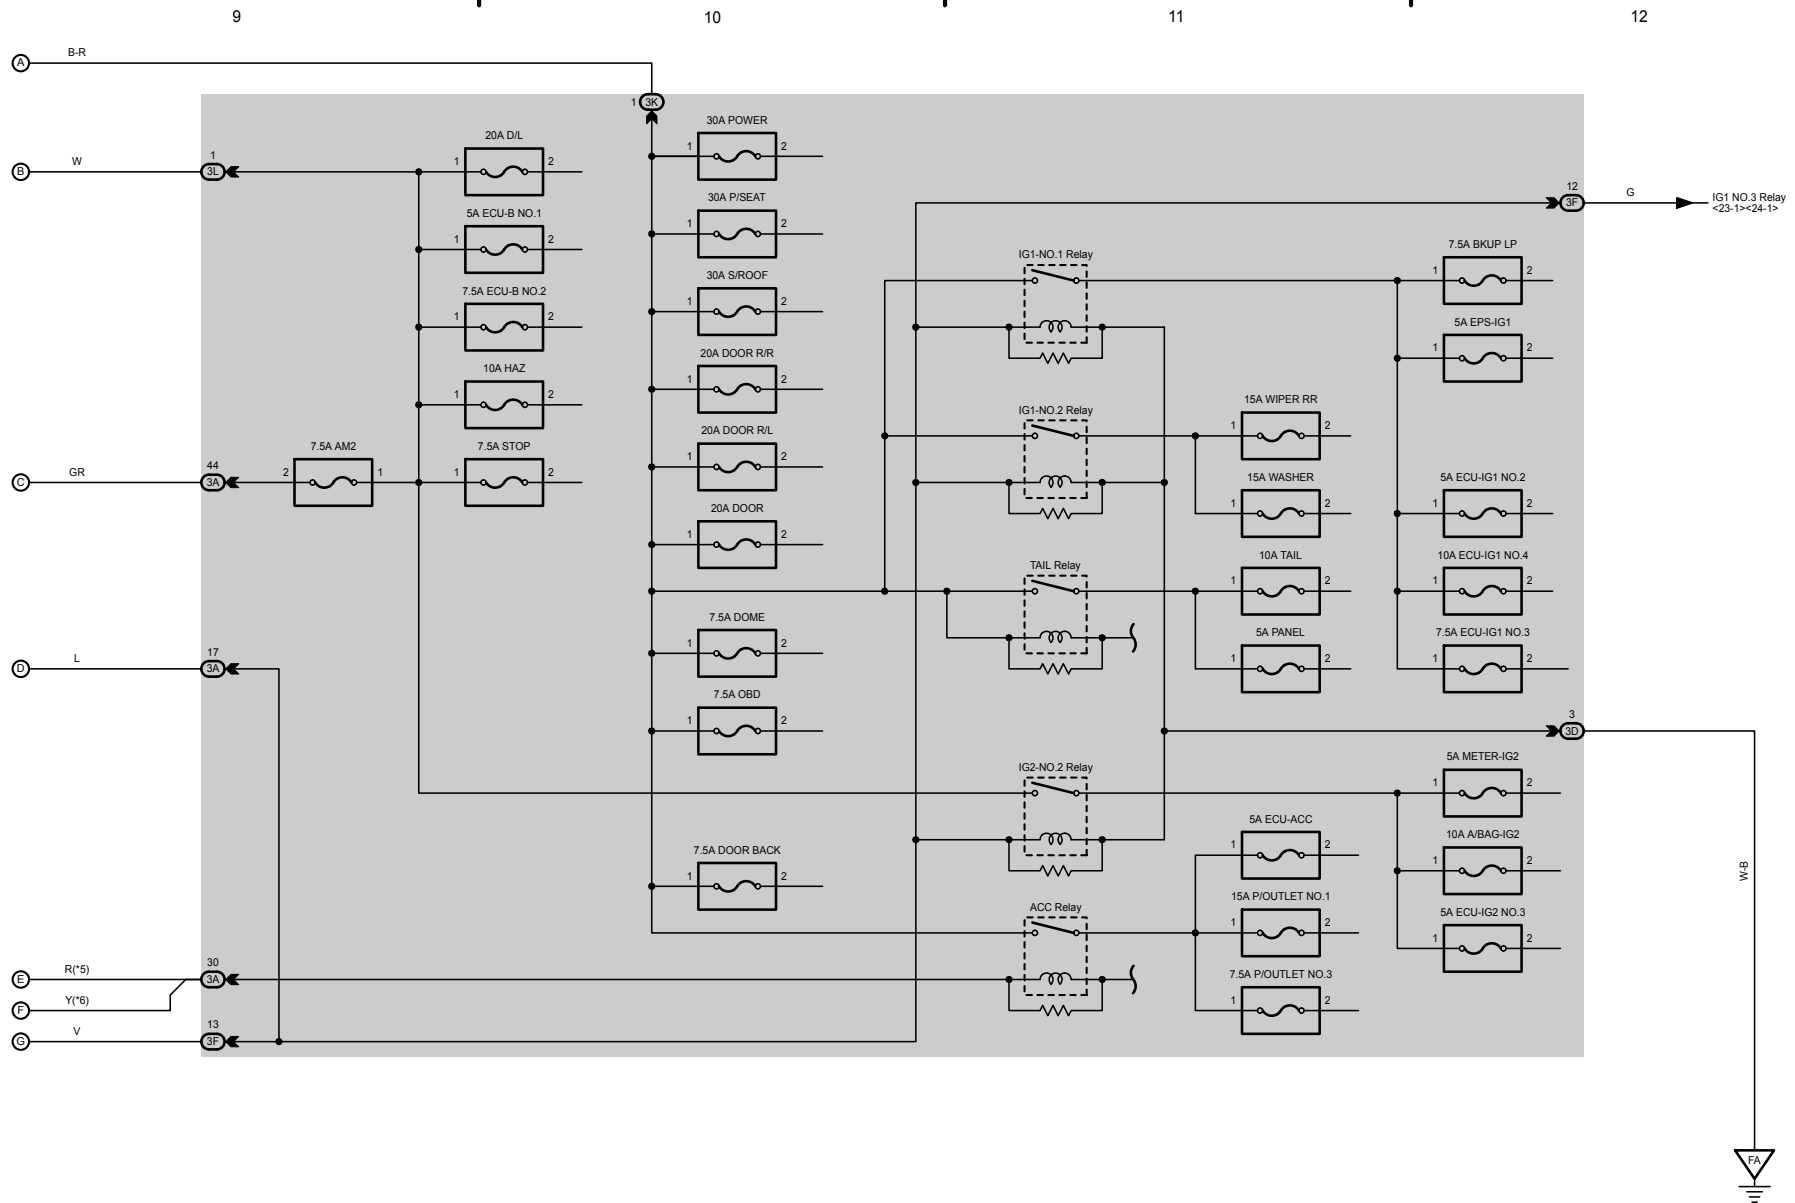 9 10 11 12
A B-R
1 3K
30A POWER
1 2
20A D/L
B W 1 3L 1 2
30A P/SEAT
1 2
12 3F G IG1 NO.3 Relay
<23-1><24-1>
5A ECU-B NO.1
1 2
IG1-NO.1 Relay
7.5A BKUP LP
1 2
30A S/ROOF
1 2
7.5A ECU-B NO.2
1 2
5A EPS-IG1
1 2
20A DOOR R/R
1 2
10A HAZ
1 2
IG1-NO.2 Relay
15A WIPER RR
1 2
20A DOOR R/L
1 2
7.5A AM2
7.5A STOP
C GR 44 3A 2 1 1 2
15A WASHER
1 2
5A ECU-IG1 NO.2
1 2
20A DOOR
1 2
TAIL Relay
10A TAIL
1 2
10A ECU-IG1 NO.4
1 2
7.5A DOME
1 2
5A PANEL
1 2
7.5A ECU-IG1 NO.3
1 2
D L 17 3A
7.5A OBD
1 2
3 3D
IG2-NO.2 Relay
5A METER-IG2
1 2
5A ECU-ACC
1 2
10A A/BAG-IG2
1 2
7.5A DOOR BACK
1 2
W-B
ACC Relay
15A P/OUTLET NO.1
1 2
5A ECU-IG2 NO.3
1 2
E R(*5) 30 3A
7.5A P/OUTLET NO.3
1 2
F Y(*6)
G V 13 3F
FA